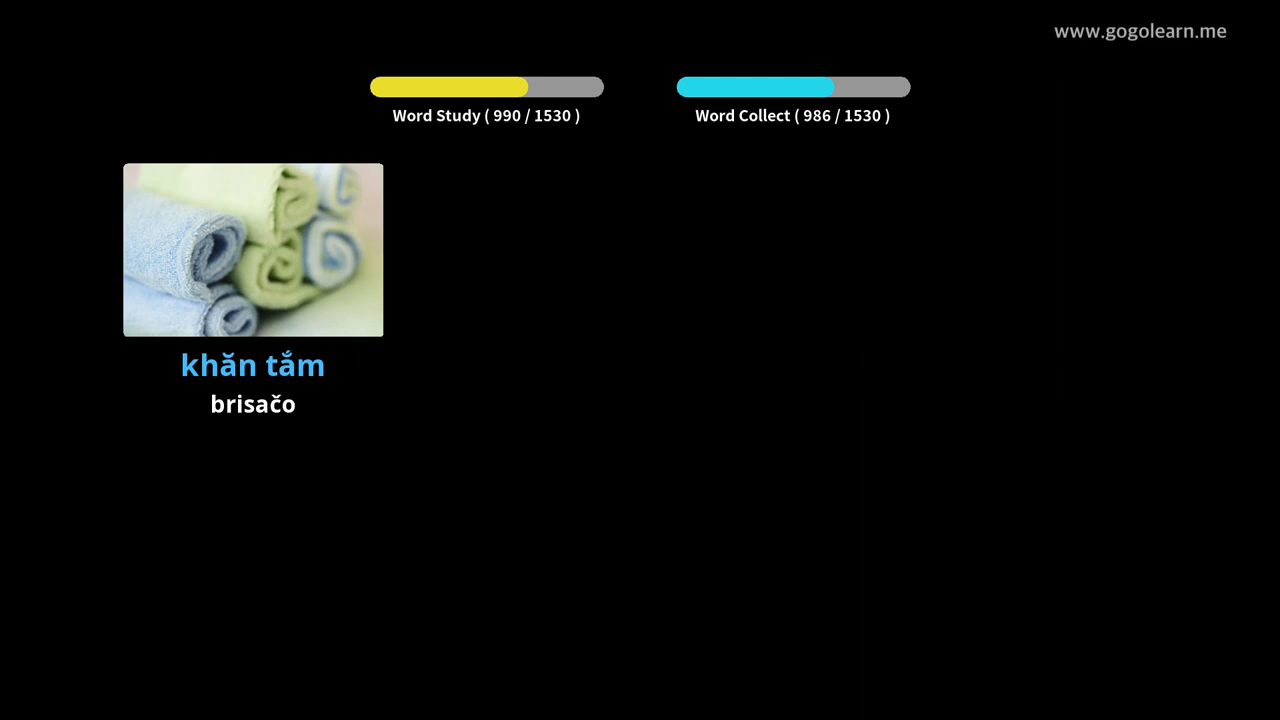 www.gogolearn.me
Word Study ( 990 / 1530 )
Word Collect ( 986 / 1530 )
khăn tắm
brisačo